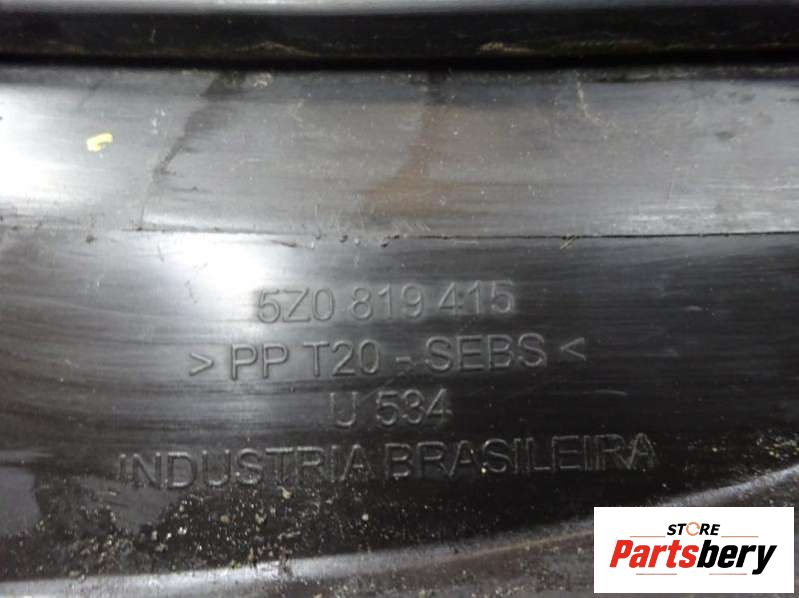 5Z0 819 415
> PP T20 - SEBS <
U 534
INDUSTRIA BRASILEIRA
STORE
Partsbery